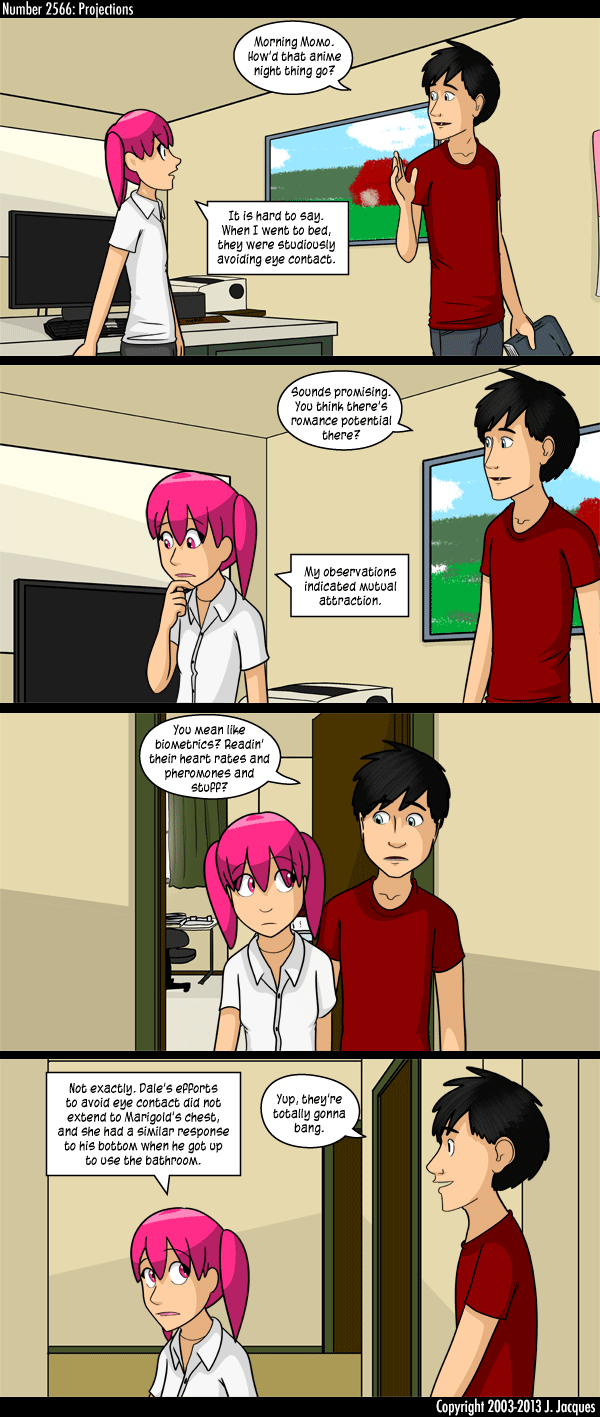 Number 2566: Projections
Morning Momo.
How'd that anime
night thing go?
It is hard to say.
When I went to bed,
they were studiously
avoiding eye contact.
Sounds promising.
You think there's
romance potential
there?
My observations
indicated mutual
attraction.
You mean like
biometrics? Readin'
their heart rates and
pheromones and
stuff?
Not exactly. Dale's efforts
to avoid eye contact did not
extend to Marigold's chest,
and she had a similar response
to his bottom when he got up
to use the bathroom.
Yup, they're
totally gonna
bang.
Copyright 2003-2013 J. Jacques